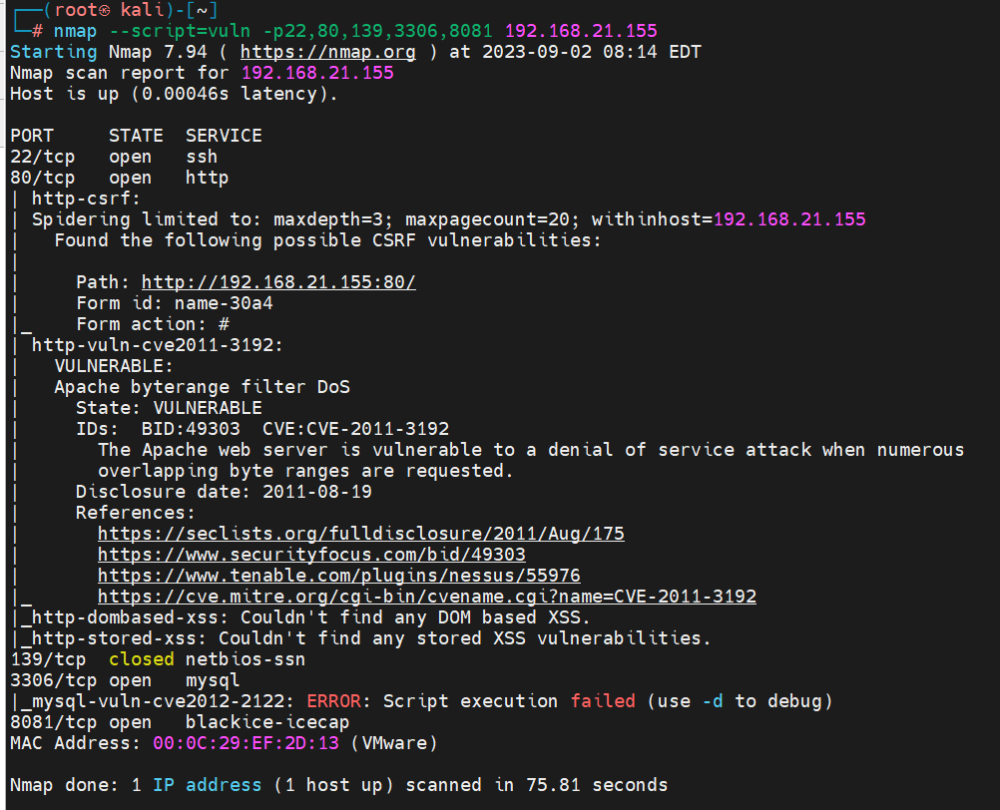 ┌──(root㉿kali)-[~]
└─# nmap --script=vuln -p22,80,139,3306,8081 192.168.21.155
Starting Nmap 7.94 ( https://nmap.org ) at 2023-09-02 08:14 EDT
Nmap scan report for 192.168.21.155
Host is up (0.00046s latency).

PORT     STATE  SERVICE
22/tcp   open   ssh
80/tcp   open   http
| http-csrf:
| Spidering limited to: maxdepth=3; maxpagecount=20; withinhost=192.168.21.155
|   Found the following possible CSRF vulnerabilities:
|
|     Path: http://192.168.21.155:80/
|     Form id: name-30a4
|_    Form action: #
| http-vuln-cve2011-3192:
|   VULNERABLE:
|   Apache byterange filter DoS
|     State: VULNERABLE
|     IDs:  BID:49303  CVE:CVE-2011-3192
|       The Apache web server is vulnerable to a denial of service attack when numerous
|       overlapping byte ranges are requested.
|     Disclosure date: 2011-08-19
|     References:
|       https://seclists.org/fulldisclosure/2011/Aug/175
|       https://www.securityfocus.com/bid/49303
|       https://www.tenable.com/plugins/nessus/55976
|_      https://cve.mitre.org/cgi-bin/cvename.cgi?name=CVE-2011-3192
|_http-dombased-xss: Couldn't find any DOM based XSS.
|_http-stored-xss: Couldn't find any stored XSS vulnerabilities.
139/tcp  closed netbios-ssn
3306/tcp open   mysql
|_mysql-vuln-cve2012-2122: ERROR: Script execution failed (use -d to debug)
8081/tcp open   blackice-icecap
MAC Address: 00:0C:29:EF:2D:13 (VMware)

Nmap done: 1 IP address (1 host up) scanned in 75.81 seconds